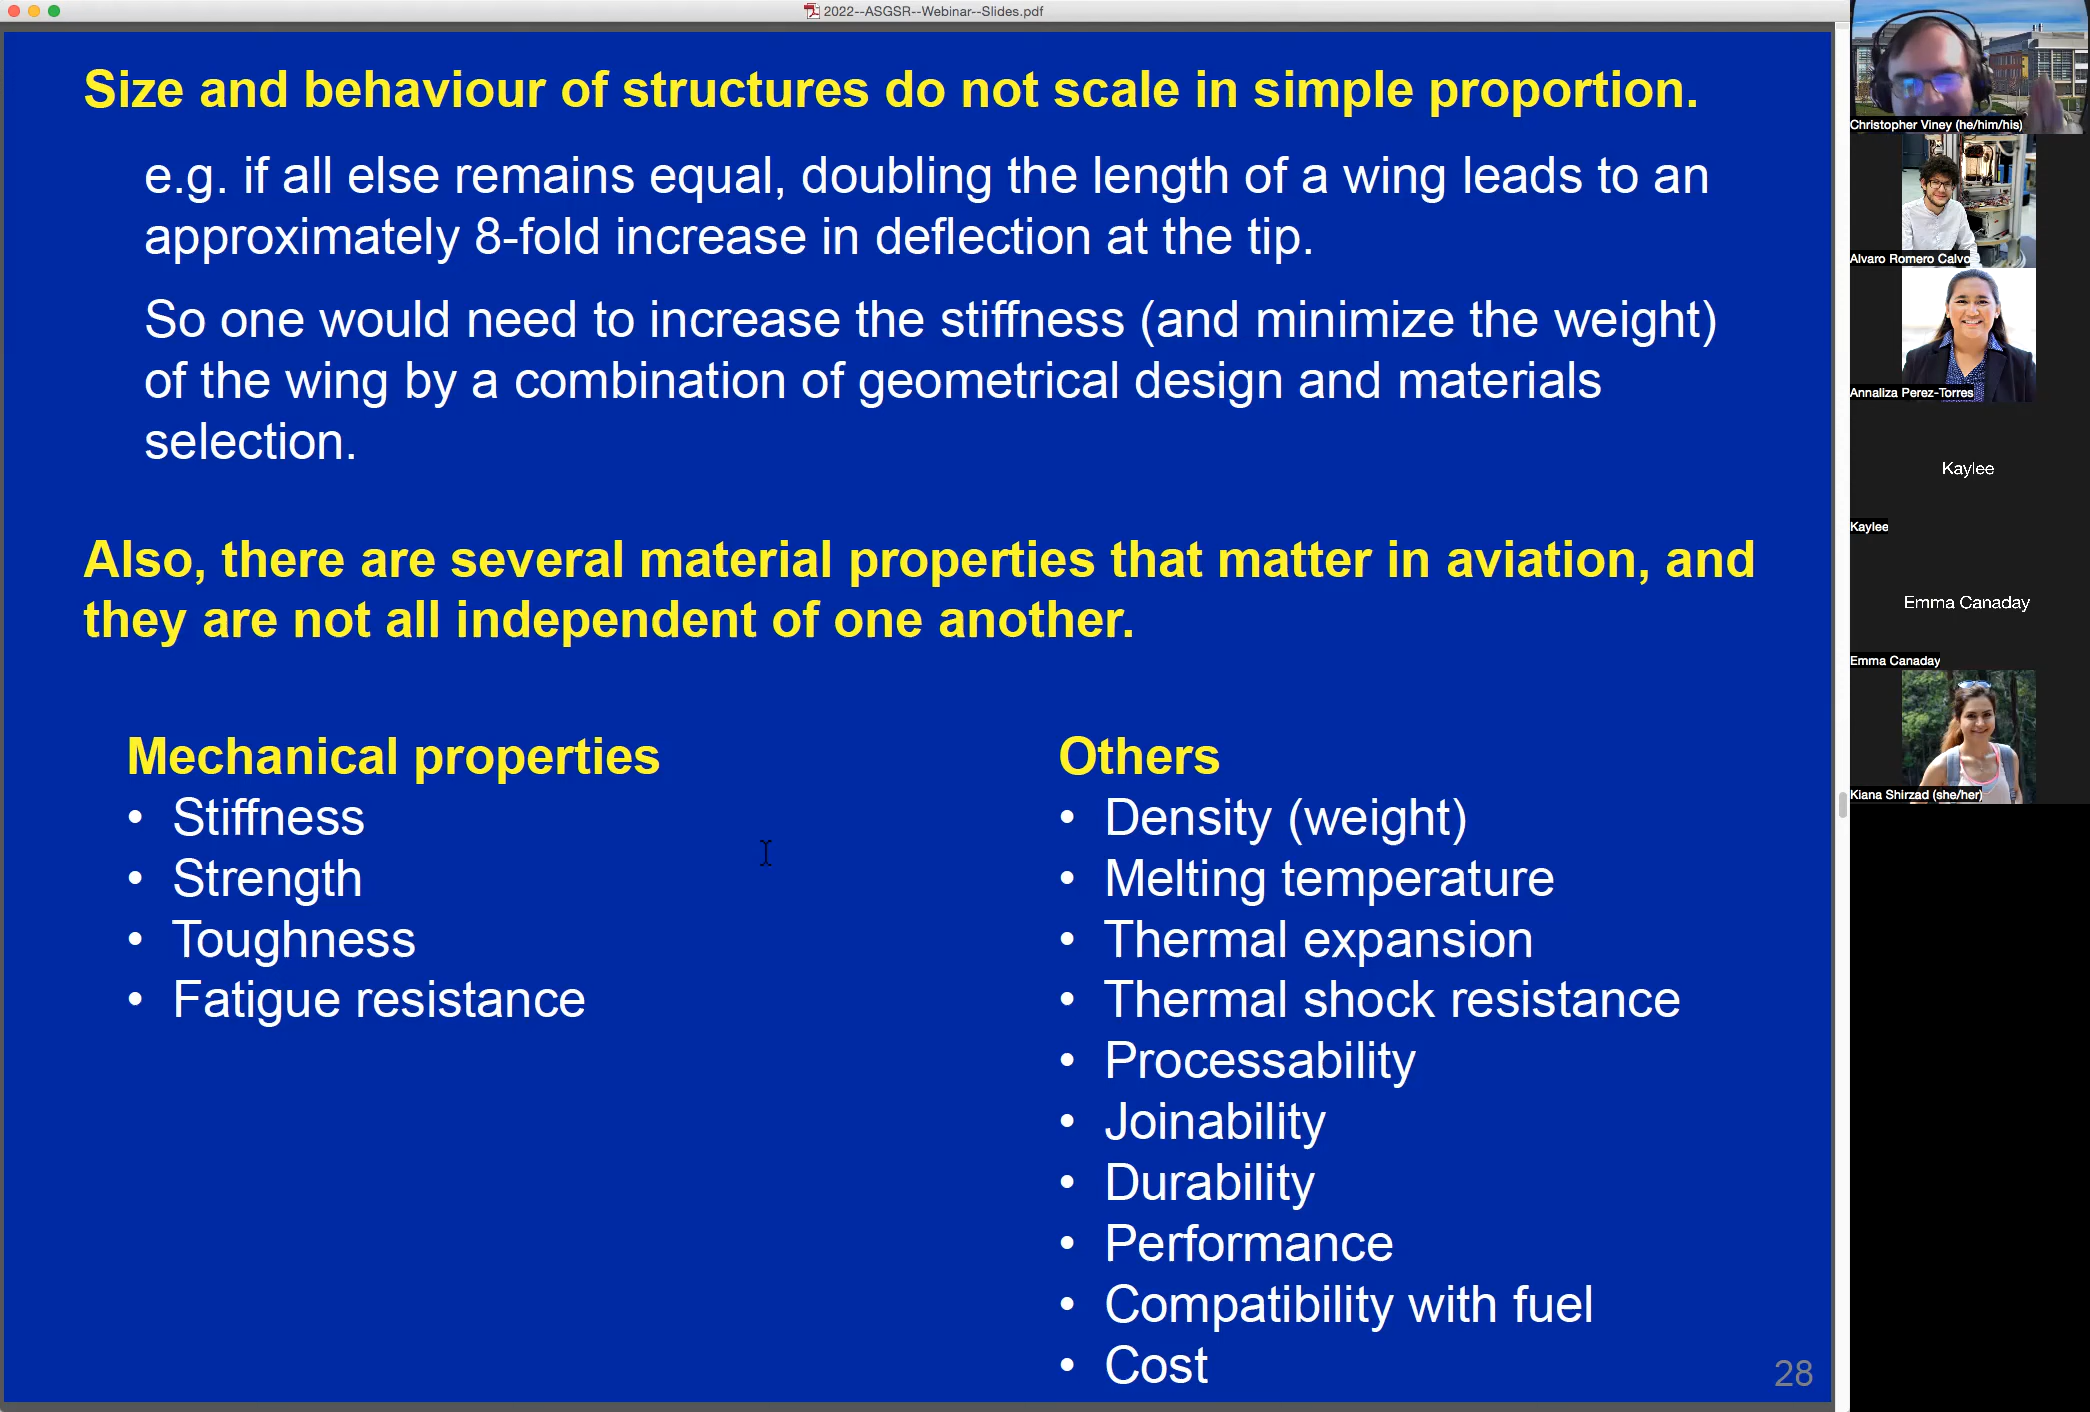 2022--ASGSR--Webinar--Slides.pdf
Size and behaviour of structures do not scale in simple proportion.
e.g. if all else remains equal, doubling the length of a wing leads to an
approximately 8-fold increase in deflection at the tip.
So one would need to increase the stiffness (and minimize the weight)
of the wing by a combination of geometrical design and materials
selection.
Also, there are several material properties that matter in aviation, and
they are not all independent of one another.
Mechanical properties
• Stiffness
• Strength
• Toughness
• Fatigue resistance
Others
• Density (weight)
• Melting temperature
• Thermal expansion
• Thermal shock resistance
• Processability
• Joinability
• Durability
• Performance
• Compatibility with fuel
• Cost
28
Christopher Viney (he/him/his)
Alvaro Romero Calvo
Annaliza Perez-Torres
Kaylee
Kaylee
Emma Canaday
Emma Canaday
Kiana Shirzad (she/her)